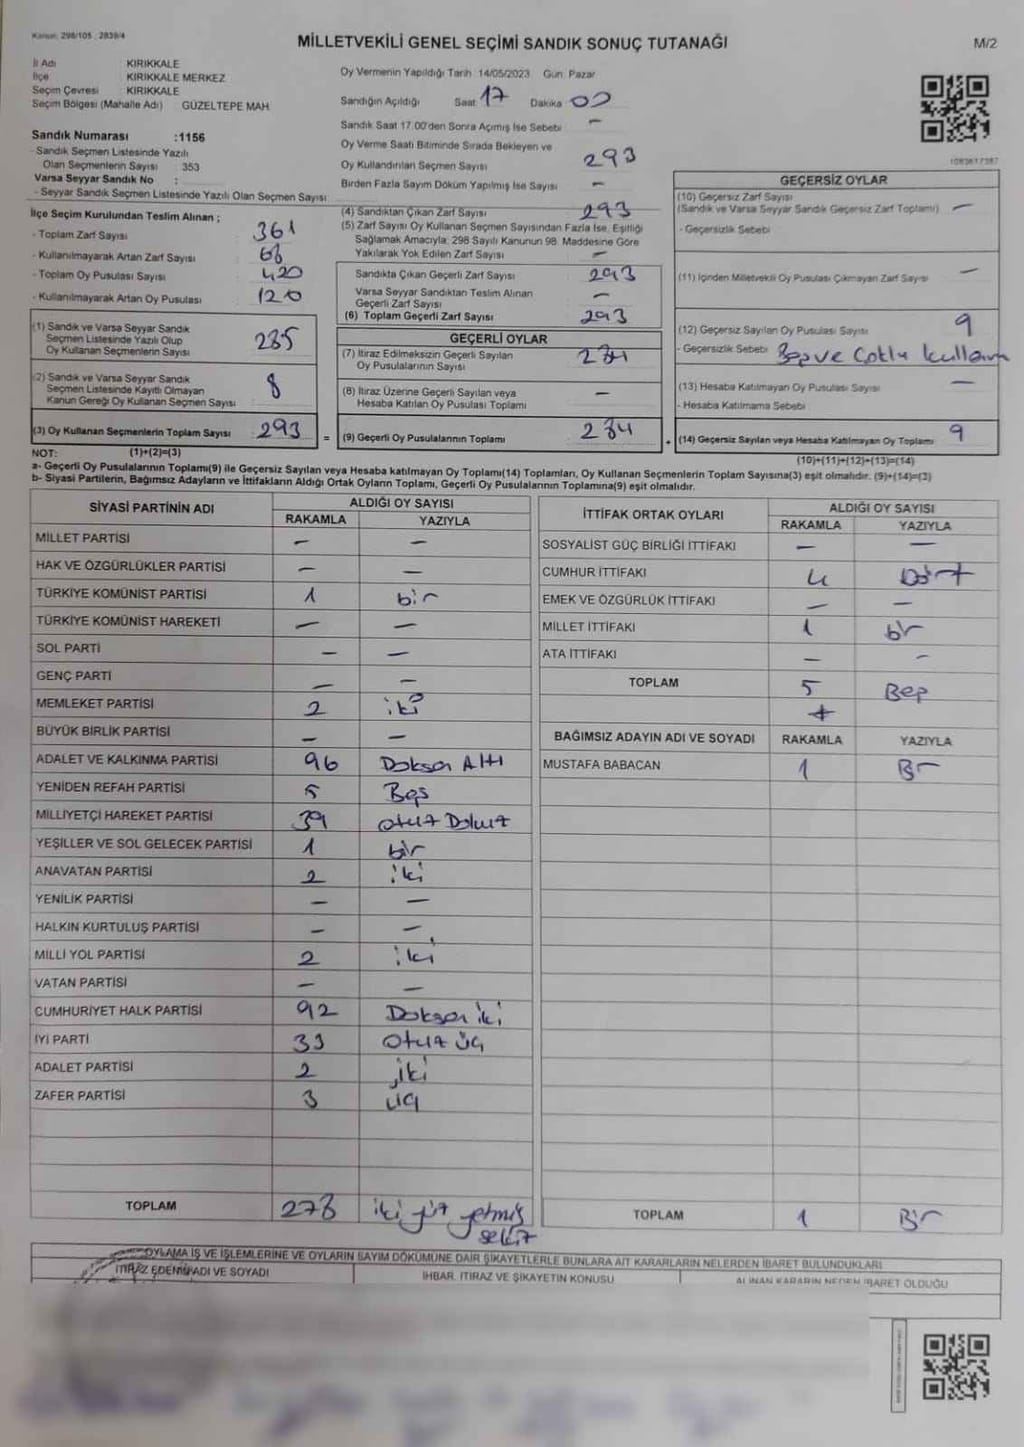 Kanun: 298/105 , 2839/4
MİLLETVEKİLİ GENEL SEÇİMİ SANDIK SONUÇ TUTANAĞI
M/2
İl Adı KIRIKKALE
İlçe KIRIKKALE MERKEZ
Seçim Çevresi KIRIKKALE
Seçim Bölgesi (Mahalle Adı) GÜZELTEPE MAH
Sandık Numarası :1156
Sandık Seçmen Listesinde Yazılı
Olan Seçmenlerin Sayısı : 353
Varsa Seyyar Sandık No :
- Seyyar Sandık Seçmen Listesinde Yazılı Olan Seçmen Sayısı :
Oy Vermenin Yapıldığı Tarih : 14/05/2023 Gün: Pazar
Sandığın Açıldığı Saat 17 Dakika 00
Sandık Saat 17.00'den Sonra Açımış İse Sebebi –
Oy Verme Saati Bitiminde Sırada Bekleyen ve
Oy Kullandırılan Seçmen Sayısı 293
Birden Fazla Sayım Döküm Yapılmış İse Sayısı –
İlçe Seçim Kurulundan Teslim Alınan ;
- Toplam Zarf Sayısı 361
- Kullanılmayarak Artan Zarf Sayısı 68
- Toplam Oy Pusulası Sayısı 420
- Kullanılmayarak Artan Oy Pusulası 120
(1) Sandık ve Varsa Seyyar Sandık
Seçmen Listesinde Yazılı Olup
Oy Kullanan Seçmenlerin Sayısı 285
(2) Sandık ve Varsa Seyyar Sandık
Seçmen Listesinde Kayıtlı Olmayan
Kanun Gereği Oy Kullanan Seçmen Sayısı 8
(3) Oy Kullanan Seçmenlerin Toplam Sayısı 293
(4) Sandıktan Çıkan Zarf Sayısı 293
(5) Zarf Sayısı Oy Kullanan Seçmen Sayısından Fazla İse, Eşitliği
Sağlamak Amacıyla; 298 Sayılı Kanunun 98. Maddesine Göre
Yakılarak Yok Edilen Zarf Sayısı –
Sandıkta Çıkan Geçerli Zarf Sayısı 293
Varsa Seyyar Sandıktan Teslim Alınan
Geçerli Zarf Sayısı –
(6) Toplam Geçerli Zarf Sayısı 293
GEÇERLİ OYLAR
(7) İtiraz Edilmeksizin Geçerli Sayılan
Oy Pusulalarının Sayısı 284
(8) İtiraz Üzerine Geçerli Sayılan veya
Hesaba Katılan Oy Pusulası Toplamı –
= (9) Geçerli Oy Pusulalarının Toplamı 284
1083617387
GEÇERSİZ OYLAR
(10) Geçersiz Zarf Sayısı
(Sandık ve Varsa Seyyar Sandık Geçersiz Zarf Toplamı) –
- Geçersizlik Sebebi
(11) İçinden Milletvekili Oy Pusulası Çıkmayan Zarf Sayısı –
(12) Geçersiz Sayılan Oy Pusulası Sayısı 9
- Geçersizlik Sebebi Boş ve Çoklu kullanım
(13) Hesaba Katılmayan Oy Pusulası Sayısı –
- Hesaba Katılmama Sebebi
+ (14) Geçersiz Sayılan veya Hesaba Katılmayan Oy Toplamı 9
NOT: (1)+(2)=(3)
(10)+(11)+(12)+(13)=(14)
a- Geçerli Oy Pusulalarının Toplamı(9) ile Geçersiz Sayılan veya Hesaba katılmayan Oy Toplamı(14) Toplamları, Oy Kullanan Seçmenlerin Toplam Sayısına(3) eşit olmalıdır. (9)+(14)=(3)
b- Siyasi Partilerin, Bağımsız Adayların ve İttifakların Aldığı Ortak Oyların Toplamı, Geçerli Oy Pusulalarının Toplamına(9) eşit olmalıdır.
SİYASİ PARTİNİN ADI ALDIĞI OY SAYISI
RAKAMLA YAZIYLA
MİLLET PARTİSİ – –
HAK VE ÖZGÜRLÜKLER PARTİSİ – –
TÜRKİYE KOMÜNİST PARTİSİ 1 bir
TÜRKİYE KOMÜNİST HAREKETİ – –
SOL PARTİ – –
GENÇ PARTİ – –
MEMLEKET PARTİSİ 2 iki
BÜYÜK BİRLİK PARTİSİ – –
ADALET VE KALKINMA PARTİSİ 96 Doksan Altı
YENİDEN REFAH PARTİSİ 5 Beş
MİLLİYETÇİ HAREKET PARTİSİ 39 otuz Dokuz
YEŞİLLER VE SOL GELECEK PARTİSİ 1 bir
ANAVATAN PARTİSİ 2 iki
YENİLİK PARTİSİ – –
HALKIN KURTULUŞ PARTİSİ – –
MİLLİ YOL PARTİSİ 2 iki
VATAN PARTİSİ – –
CUMHURİYET HALK PARTİSİ 92 Doksan iki
İYİ PARTİ 33 Otuz üç
ADALET PARTİSİ 2 iki
ZAFER PARTİSİ 3 üç
TOPLAM 278 iki yüz yetmiş
sekiz
İTTİFAK ORTAK OYLARI ALDIĞI OY SAYISI
RAKAMLA YAZIYLA
SOSYALİST GÜÇ BİRLİĞİ İTTİFAKI – –
CUMHUR İTTİFAKI 4 Dört
EMEK VE ÖZGÜRLÜK İTTİFAKI – –
MİLLET İTTİFAKI 1 bir
ATA İTTİFAKI – –
TOPLAM 5 Beş
+
BAĞIMSIZ ADAYIN ADI VE SOYADI RAKAMLA YAZIYLA
MUSTAFA BABACAN 1 Bir
TOPLAM 1 Bir
OYLAMA İŞ VE İŞLEMLERİNE VE OYLARIN SAYIM DÖKÜMÜNE DAİR ŞİKAYETLERLE BUNLARA AİT KARARLARIN NELERDEN İBARET BULUNDUKLARI
İTİRAZ EDENİN ADI VE SOYADI İHBAR, İTİRAZ VE ŞİKAYETİN KONUSU ALINAN KARARIN NEDEN İBARET OLDUĞU